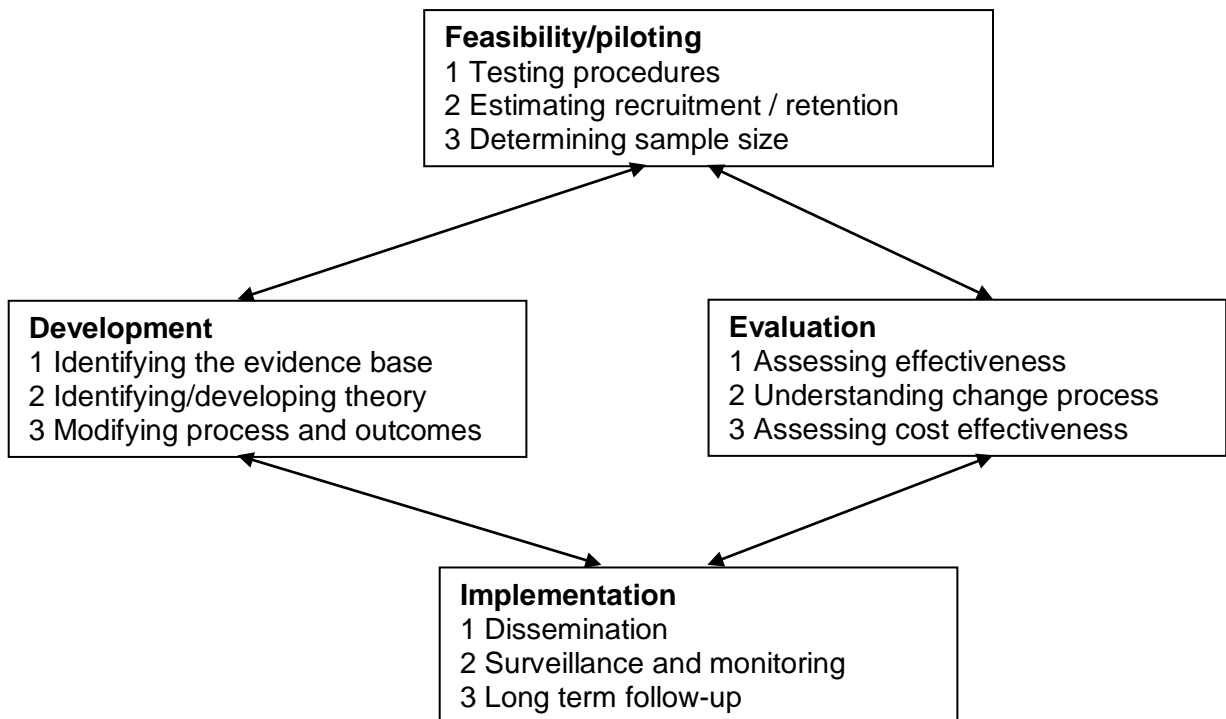 Feasibility/piloting
1 Testing procedures
2 Estimating recruitment / retention
3 Determining sample size
Development
1 Identifying the evidence base
2 Identifying/developing theory
3 Modifying process and outcomes
Evaluation
1 Assessing effectiveness
2 Understanding change process
3 Assessing cost effectiveness
Implementation
1 Dissemination
2 Surveillance and monitoring
3 Long term follow-up